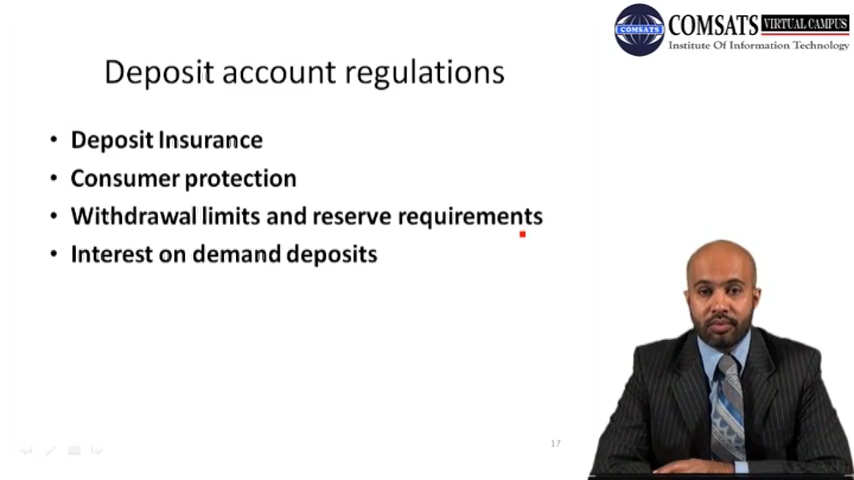 COMSATS VIRTUAL CAMPUS
Institute Of Information Technology
COMSATS
Deposit account regulations
• Deposit Insurance
• Consumer protection
• Withdrawal limits and reserve requirements
• Interest on demand deposits
17